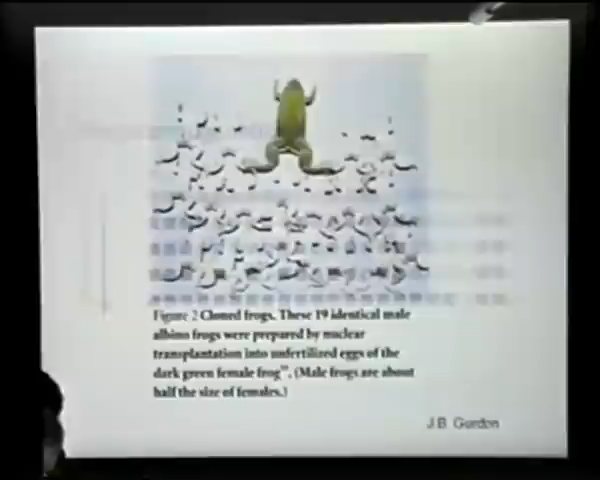 Figure 2 Cloned frogs. These 19 identical male
albino frogs were prepared by nuclear
transplantation into unfertilized eggs of the
dark green female frog. (Male frogs are about
half the size of females.)
J.B. Gurdon